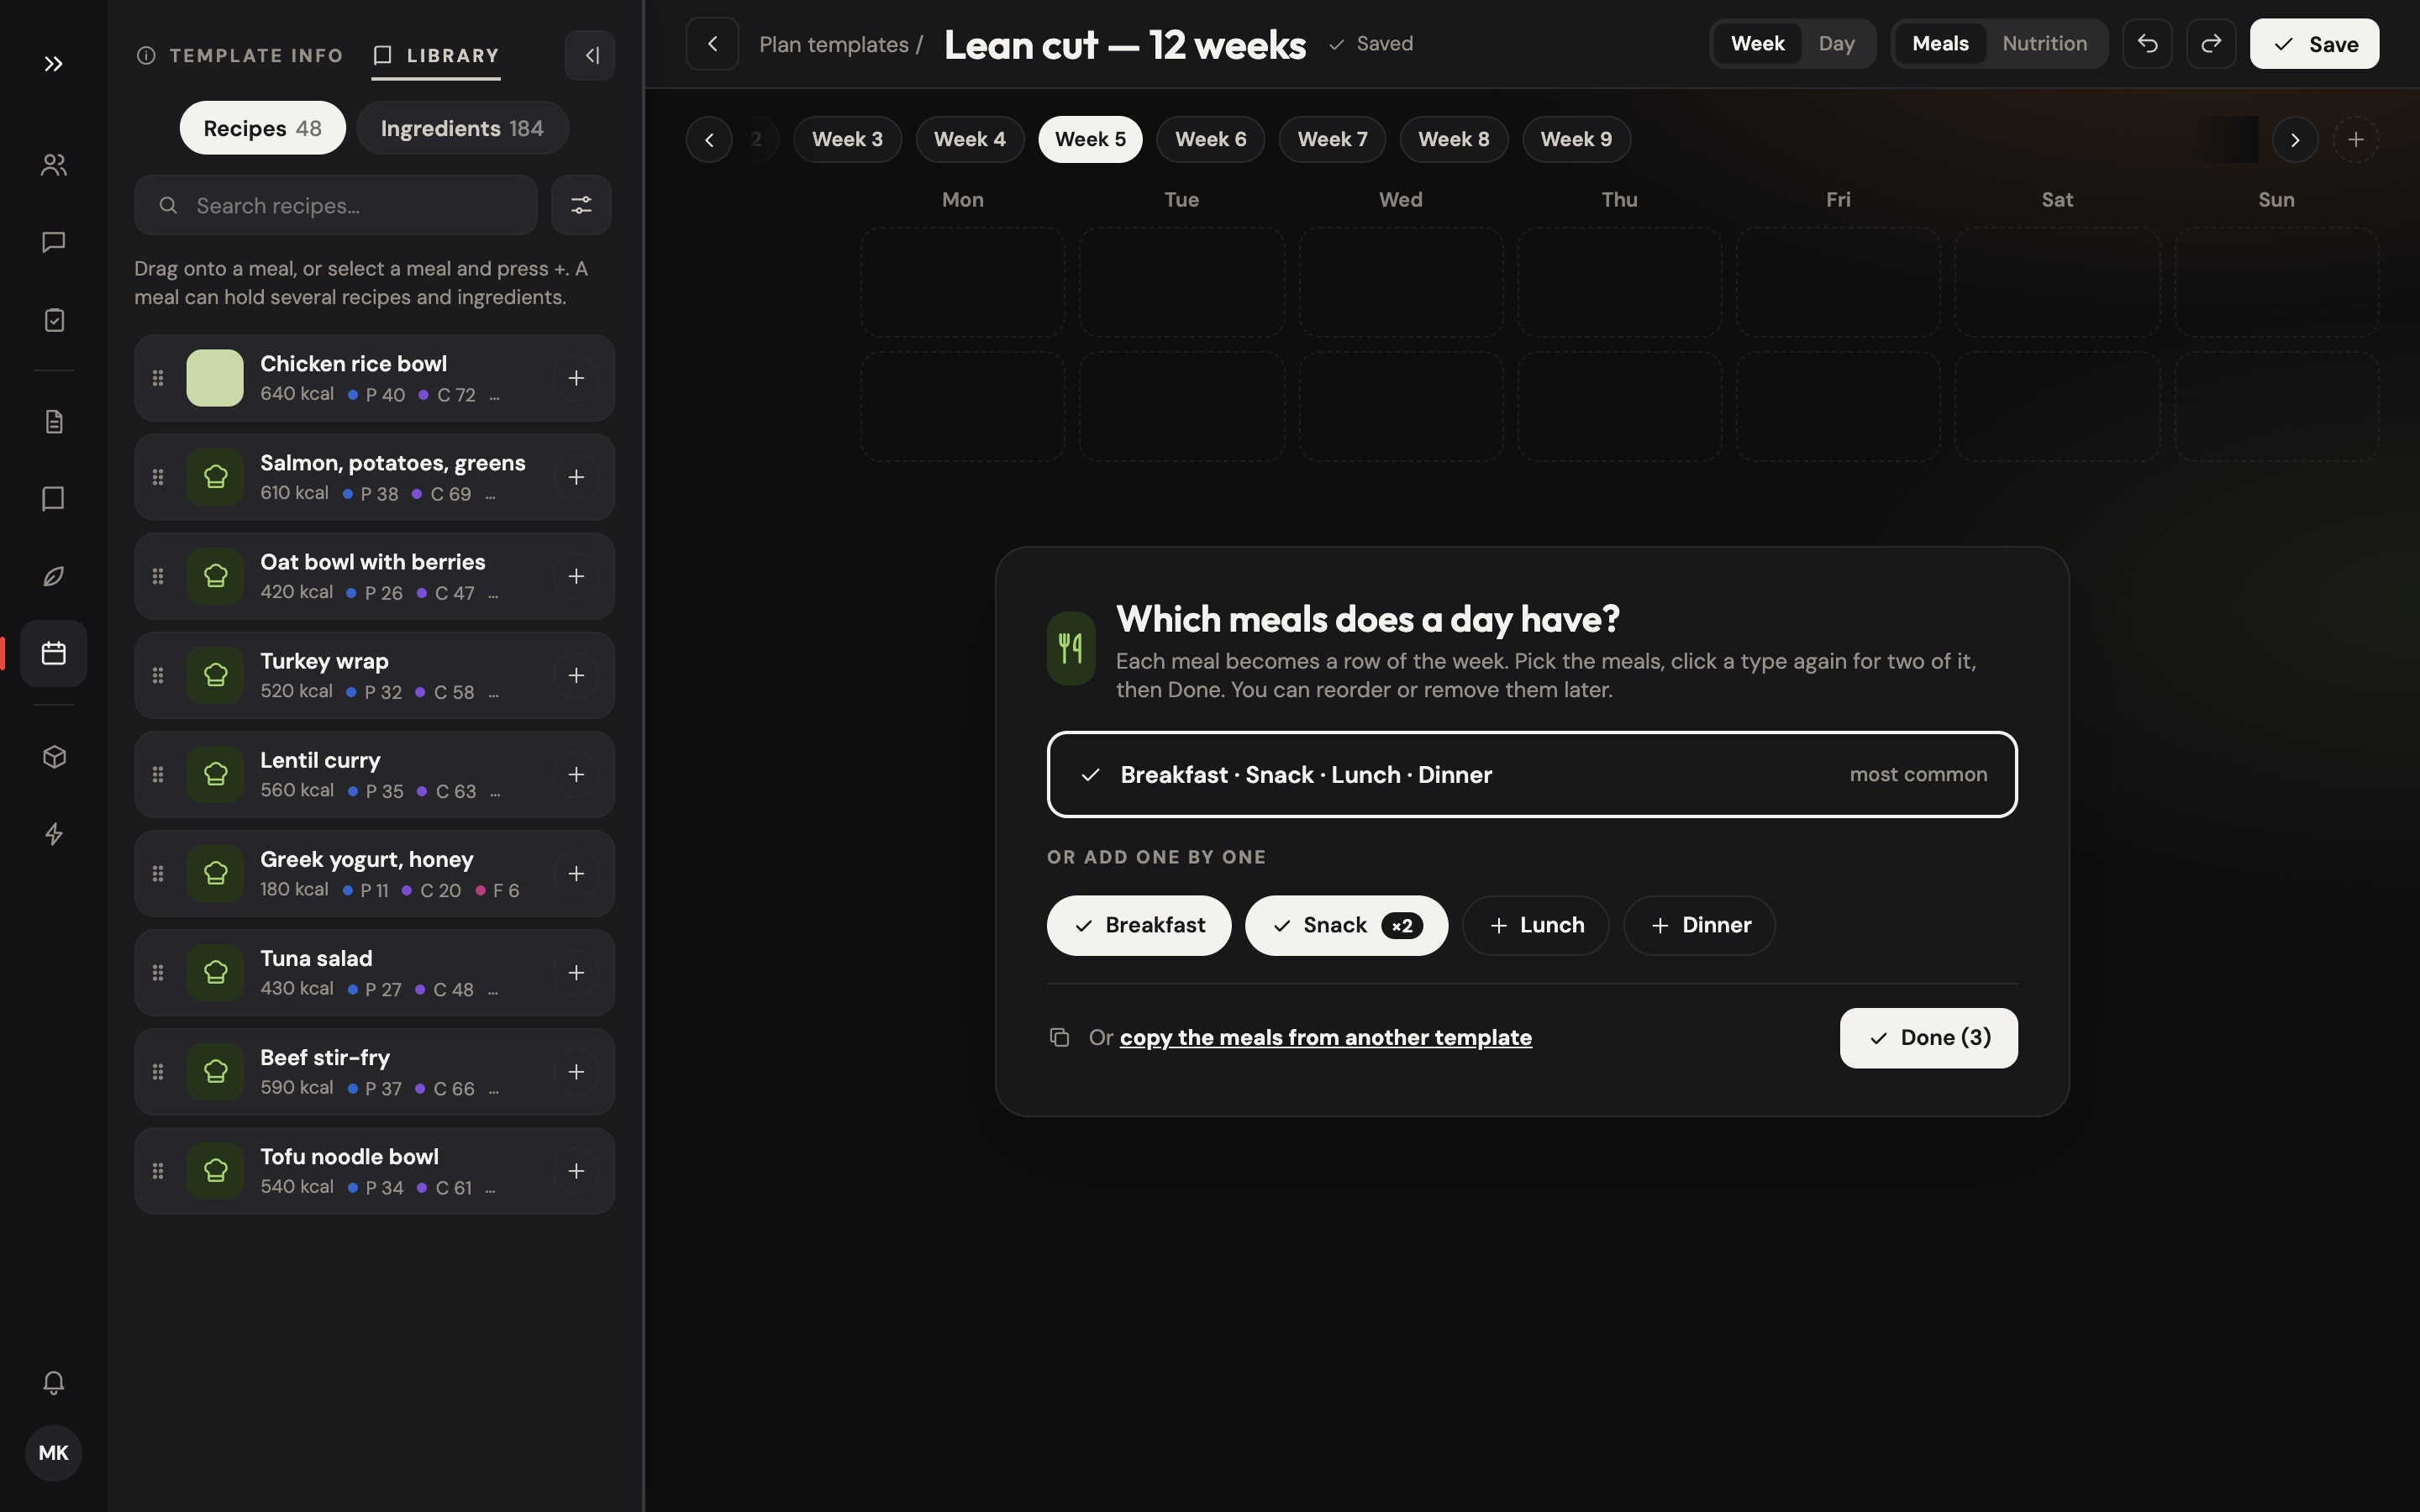 TEMPLATE INFO
LIBRARY
Recipes 48
Ingredients 184
Search recipes...
Drag onto a meal, or select a meal and press +. A
meal can hold several recipes and ingredients.
Chicken rice bowl
640 kcal P 40 C 72 ...
Salmon, potatoes, greens
610 kcal P 38 C 69 ...
Oat bowl with berries
420 kcal P 26 C 47 ...
Turkey wrap
520 kcal P 32 C 58 ...
Lentil curry
560 kcal P 35 C 63 ...
Greek yogurt, honey
180 kcal P 11 C 20 F 6
Tuna salad
430 kcal P 27 C 48 ...
Beef stir-fry
590 kcal P 37 C 66 ...
Tofu noodle bowl
540 kcal P 34 C 61 ...
MK
Plan templates / Lean cut — 12 weeks Saved
Week Day
Meals Nutrition
Save
2 Week 3 Week 4 Week 5 Week 6 Week 7 Week 8 Week 9
Mon Tue Wed Thu Fri Sat Sun
Which meals does a day have?
Each meal becomes a row of the week. Pick the meals, click a type again for two of it,
then Done. You can reorder or remove them later.
Breakfast · Snack · Lunch · Dinner most common
OR ADD ONE BY ONE
Breakfast Snack ×2 Lunch Dinner
Or copy the meals from another template
Done (3)